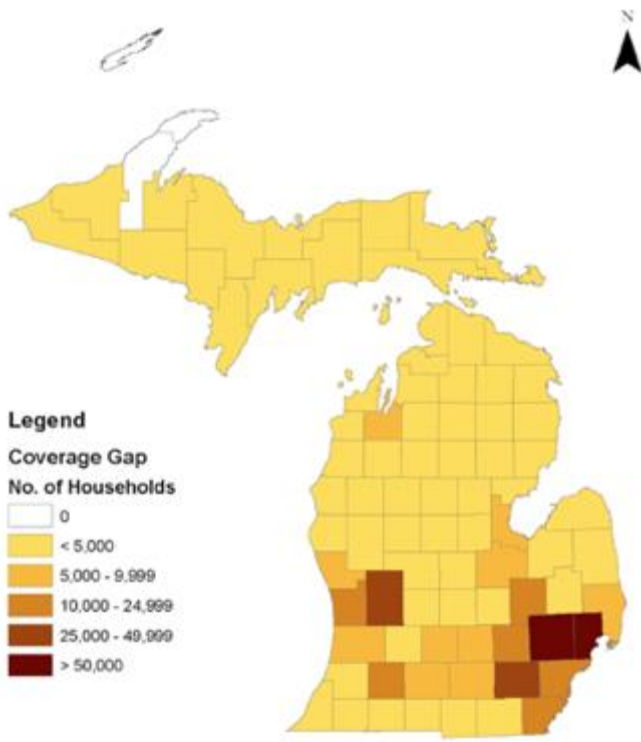 N
Legend
Coverage Gap
No. of Households
0
< 5,000
5,000 - 9,999
10,000 - 24,999
25,000 - 49,999
> 50,000